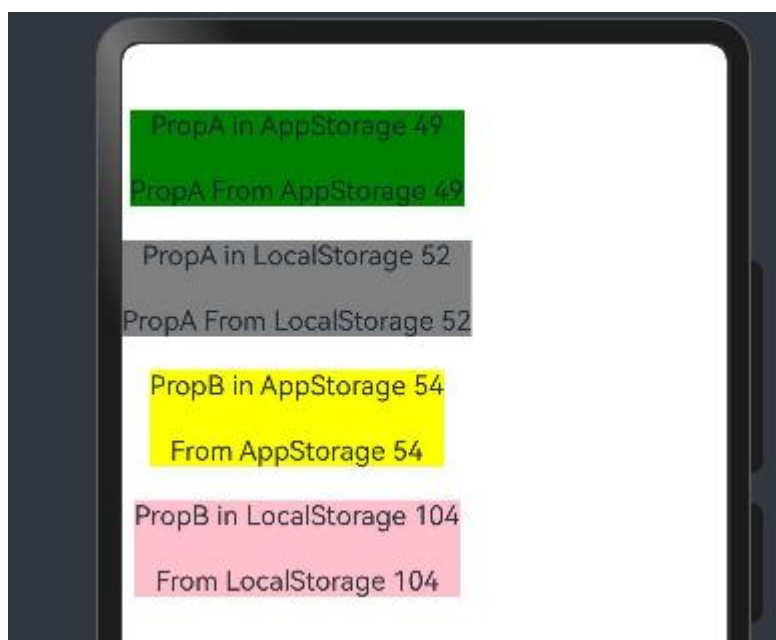 PropA in AppStorage 49
PropA From AppStorage 49
PropA in LocalStorage 52
PropA From LocalStorage 52
PropB in AppStorage 54
From AppStorage 54
PropB in LocalStorage 104
From LocalStorage 104